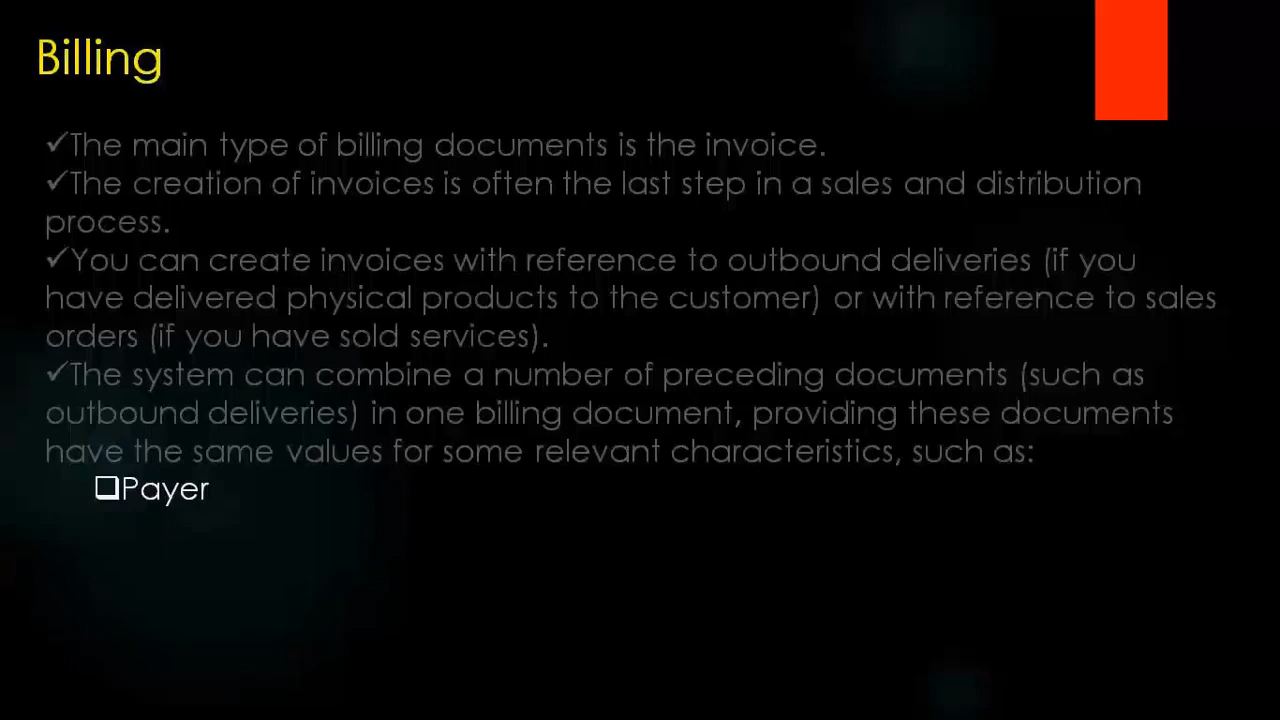 Billing
✓The main type of billing documents is the invoice.
✓The creation of invoices is often the last step in a sales and distribution
process.
✓You can create invoices with reference to outbound deliveries (if you
have delivered physical products to the customer) or with reference to sales
orders (if you have sold services).
✓The system can combine a number of preceding documents (such as
outbound deliveries) in one billing document, providing these documents
have the same values for some relevant characteristics, such as:
❑Payer